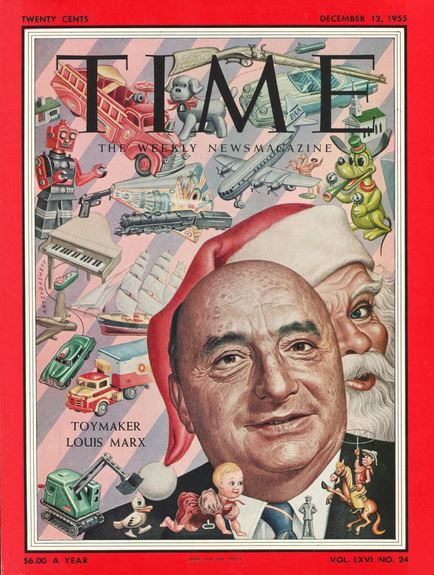 TWENTY CENTS
DECEMBER 12, 1955
TIME
THE WEEKLY NEWSMAGAZINE
TOYMAKER
LOUIS MARX
$6.00 A YEAR
VOL. LXVI NO. 24